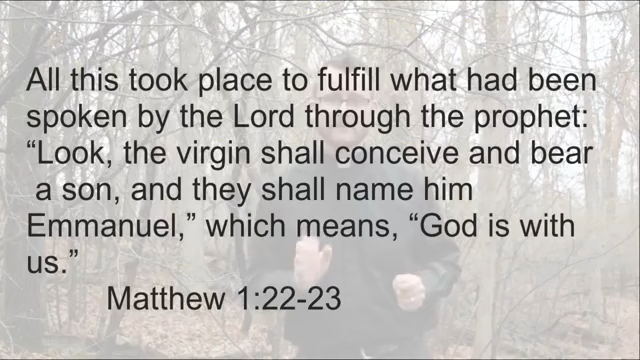 All this took place to fulfill what had been
spoken by the Lord through the prophet:
“Look, the virgin shall conceive and bear
a son, and they shall name him
Emmanuel,” which means, “God is with
us.”
Matthew 1:22-23